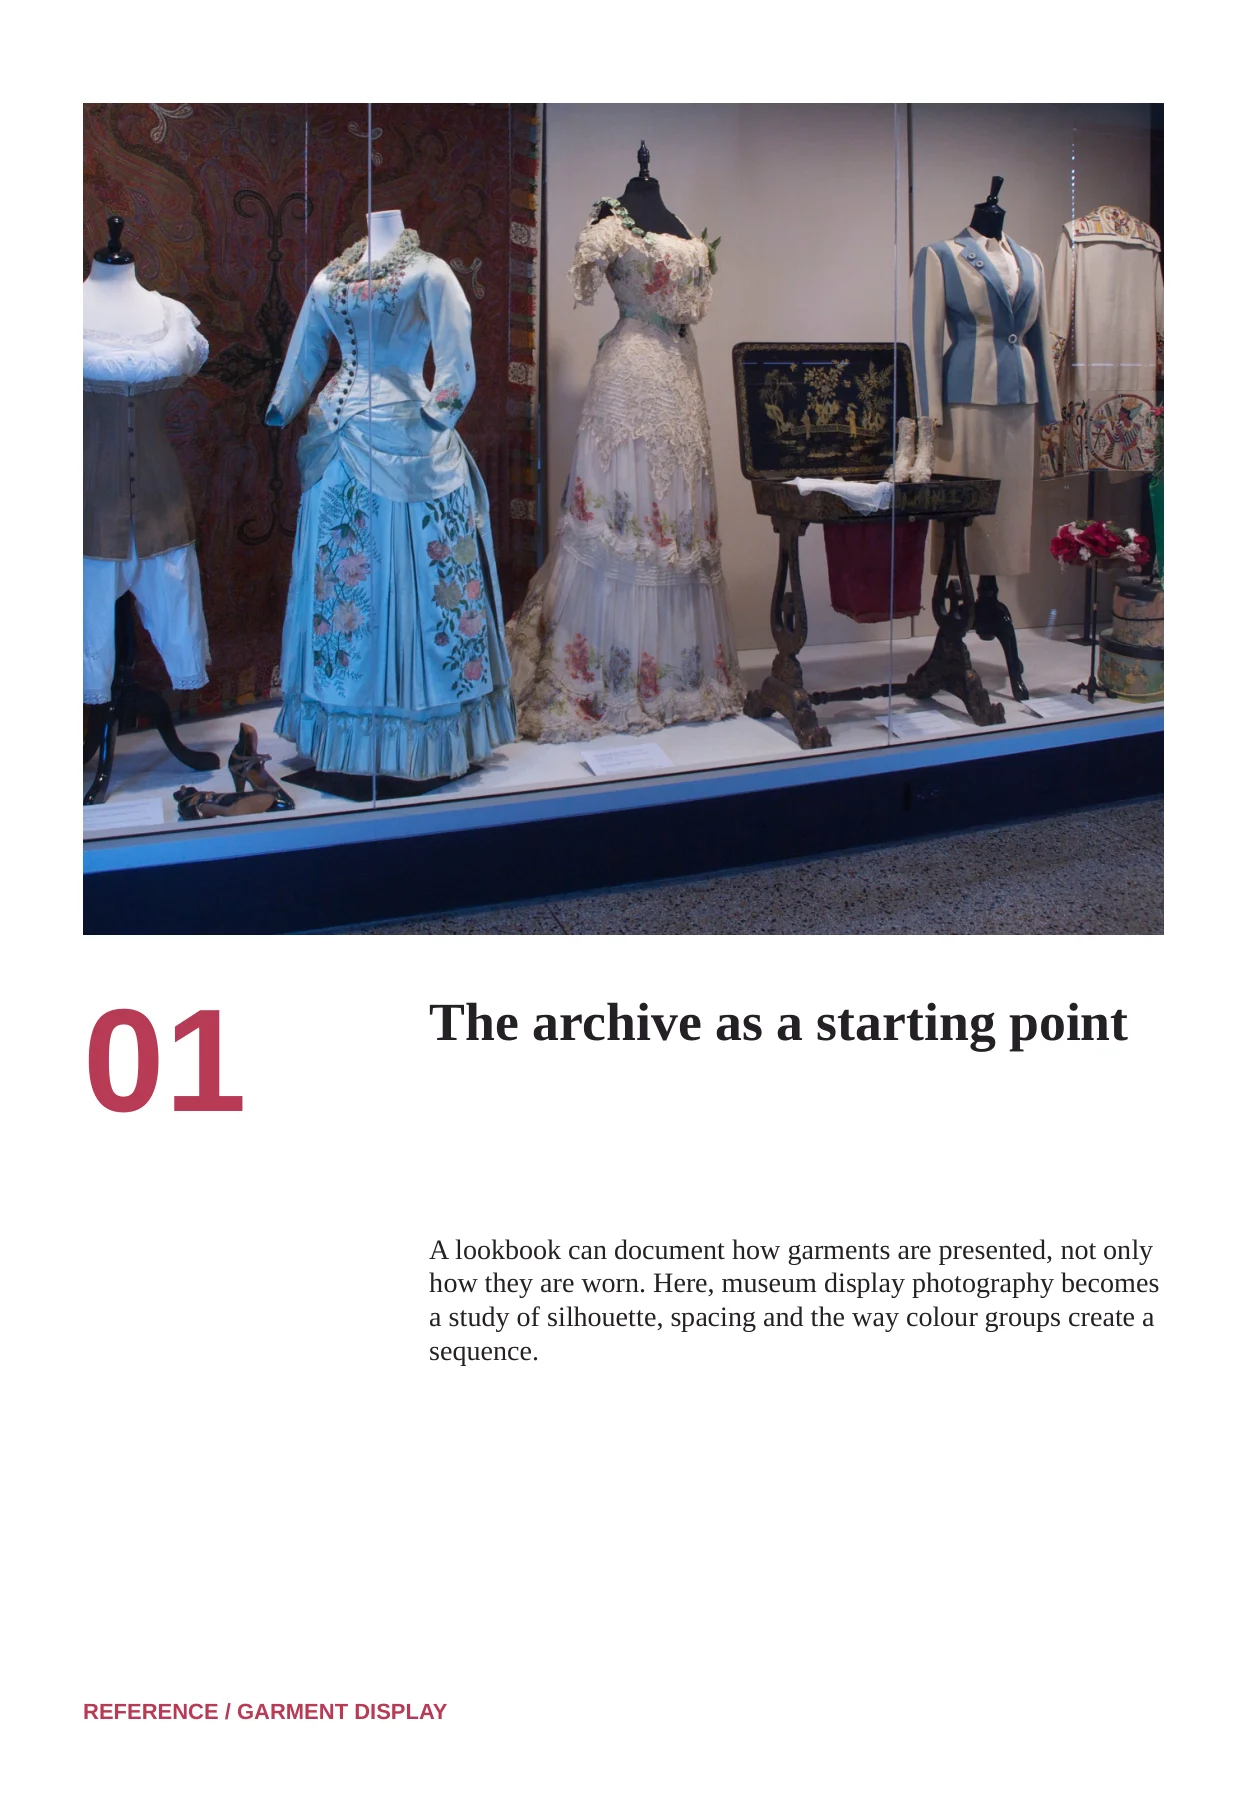 01
The archive as a starting point
A lookbook can document how garments are presented, not only
how they are worn. Here, museum display photography becomes
a study of silhouette, spacing and the way colour groups create a
sequence.
REFERENCE / GARMENT DISPLAY